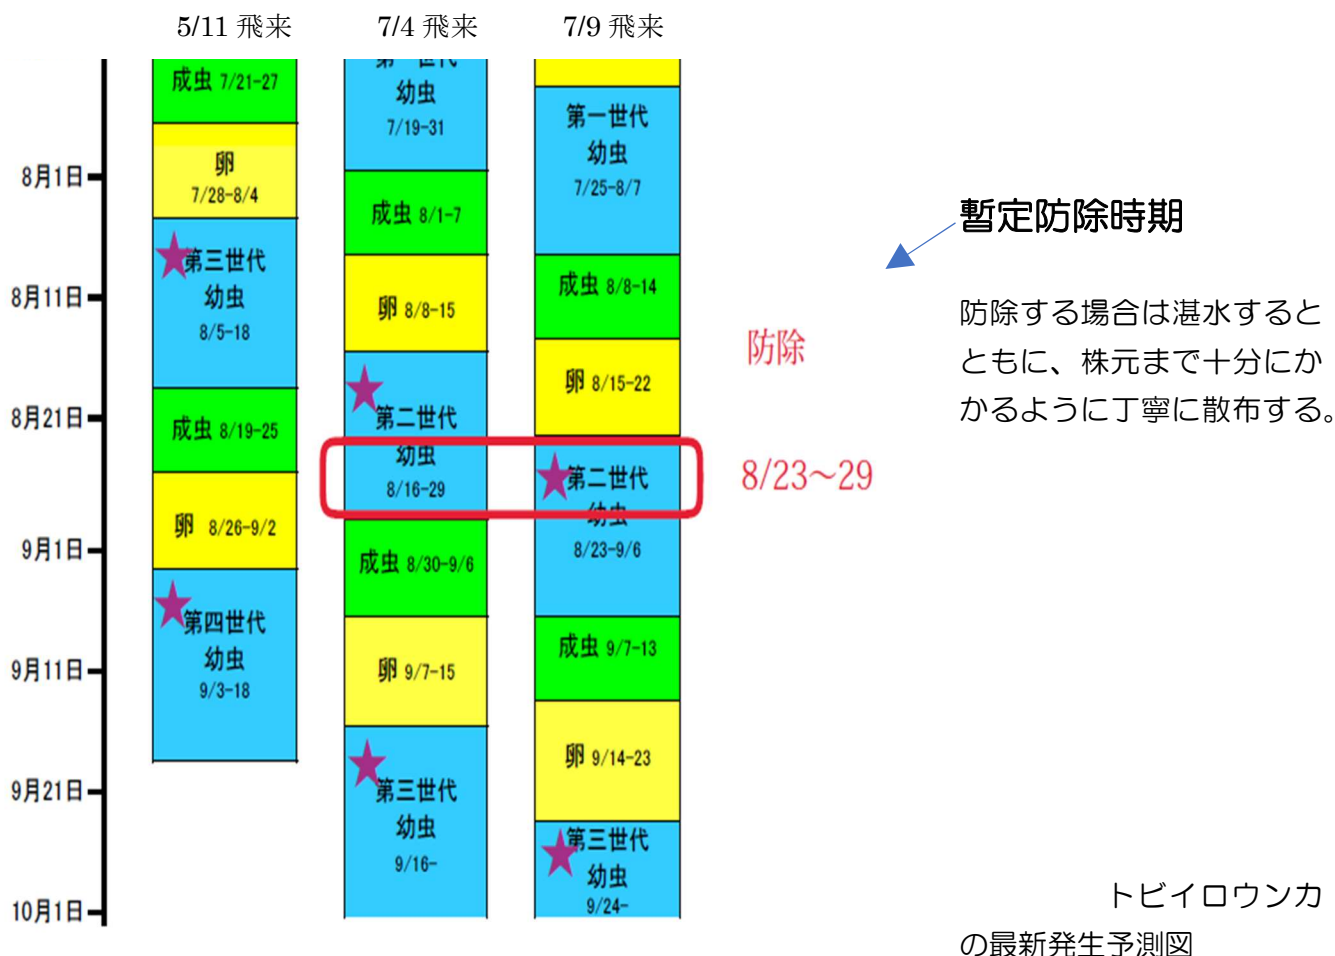 5/11 飛来
7/4 飛来
7/9 飛来
8月1日
8月11日
8月21日
9月1日
9月11日
9月21日
10月1日
成虫 7/21-27
卵
7/28-8/4
第三世代
幼虫
8/5-18
成虫 8/19-25
卵 8/26-9/2
第四世代
幼虫
9/3-18
第一世代
幼虫
7/19-31
成虫 8/1-7
卵 8/8-15
第二世代
幼虫
8/16-29
成虫 8/30-9/6
卵 9/7-15
第三世代
幼虫
9/16-
第一世代
幼虫
7/25-8/7
成虫 8/8-14
卵 8/15-22
第二世代
幼虫
8/23-9/6
成虫 9/7-13
卵 9/14-23
第三世代
幼虫
9/24-
防除
8/23～29
暫定防除時期
防除する場合は湛水すると
ともに、株元まで十分にか
かるように丁寧に散布する。
トビイロウンカ
の最新発生予測図